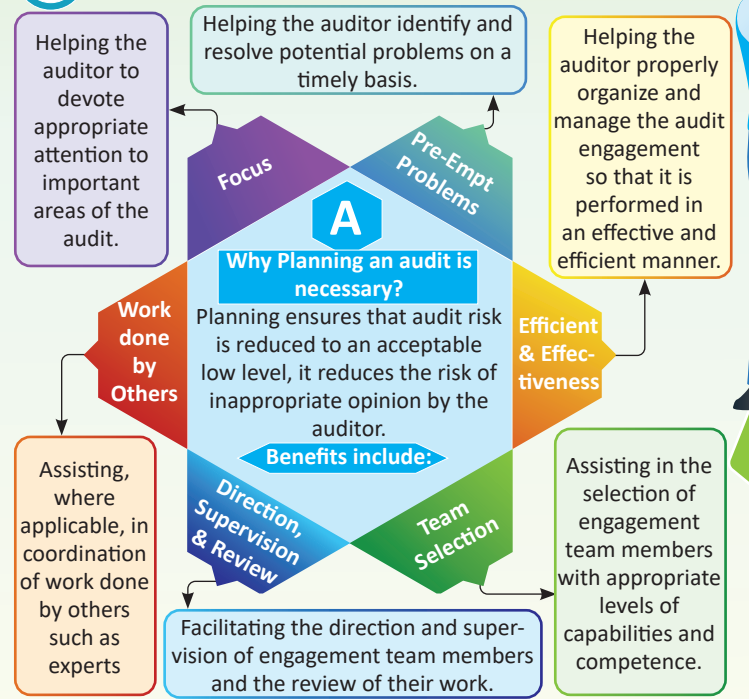 Helping the
auditor to
devote
appropriate
attention to
important
areas of the
audit.
Helping the auditor identify and
resolve potential problems on a
timely basis.
Helping the
auditor properly
organize and
manage the audit
engagement
so that it is
performed in
an effective and
efficient manner.
Focus
Pre-Empt
Problems
A
Why Planning an audit is
necessary?
Planning ensures that audit risk
is reduced to an acceptable
low level, it reduces the risk of
inappropriate opinion by the
auditor.
Benefits include:
Work
done
by
Others
Efficient
& Effec-
tiveness
Direction,
Supervision
& Review
Team
Selection
Assisting,
where
applicable, in
coordination
of work done
by others
such as
experts
Facilitating the direction and super-
vision of engagement team members
and the review of their work.
Assisting in the
selection of
engagement
team members
with appropriate
levels of
capabilities and
competence.